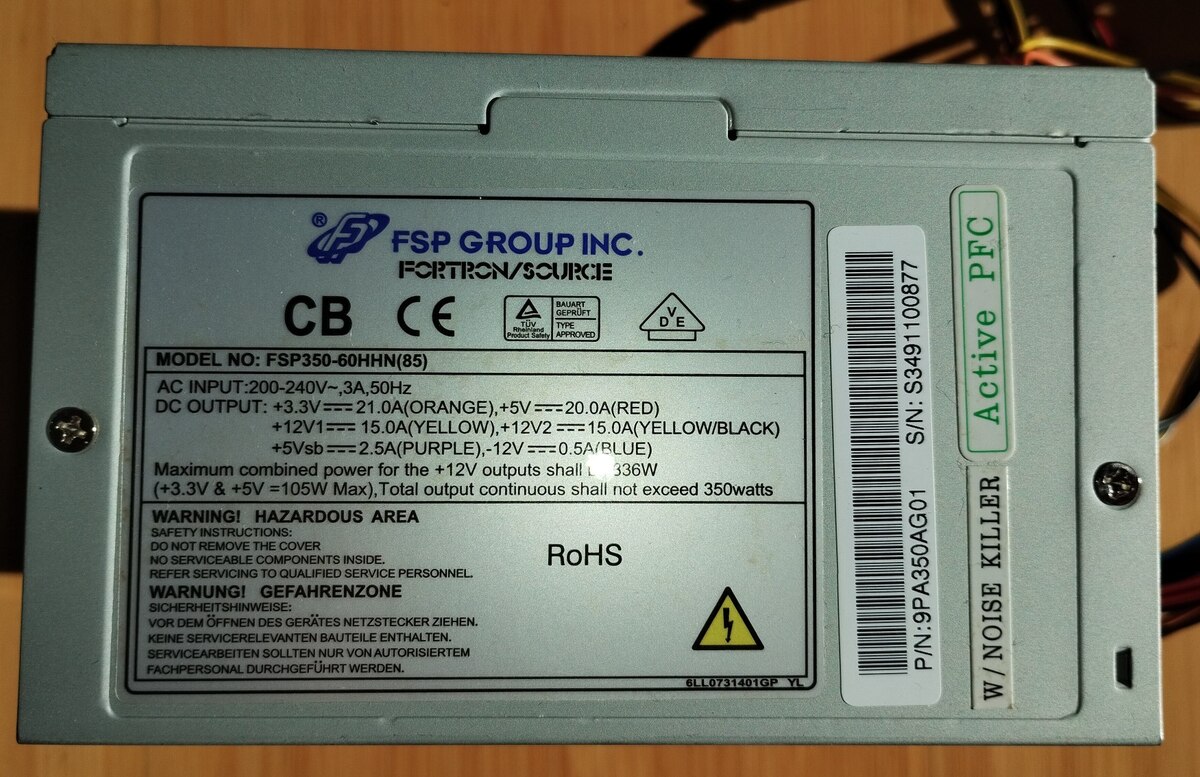 ® FSP GROUP INC.
FORTRON/SOURCE
CB CE TÜV Rheinland Product Safety BAUART GEPRÜFT TYPE APPROVED VDE
MODEL NO: FSP350-60HHN(85)
AC INPUT:200-240V~,3A,50Hz
DC OUTPUT: +3.3V⎓21.0A(ORANGE),+5V⎓20.0A(RED)
+12V1⎓ 15.0A(YELLOW),+12V2⎓15.0A(YELLOW/BLACK)
+5Vsb⎓2.5A(PURPLE),-12V⎓0.5A(BLUE)
Maximum combined power for the +12V outputs shall 336W
(+3.3V & +5V =105W Max),Total output continuous shall not exceed 350watts
WARNING! HAZARDOUS AREA
SAFETY INSTRUCTIONS:
DO NOT REMOVE THE COVER
NO SERVICEABLE COMPONENTS INSIDE.
REFER SERVICING TO QUALIFIED SERVICE PERSONNEL.
WARNUNG! GEFAHRENZONE
SICHERHEITSHINWEISE:
VOR DEM ÖFFNEN DES GERÄTES NETZSTECKER ZIEHEN.
KEINE SERVICERELEVANTEN BAUTEILE ENTHALTEN.
SERVICEARBEITEN SOLLTEN NUR VON AUTORISIERTEM
FACHPERSONAL DURCHGEFÜHRT WERDEN.
RoHS
6LL0731401GP YL
S/N: S3491100877
P/N:9PA350AG01
Active PFC
W/NOISE KILLER